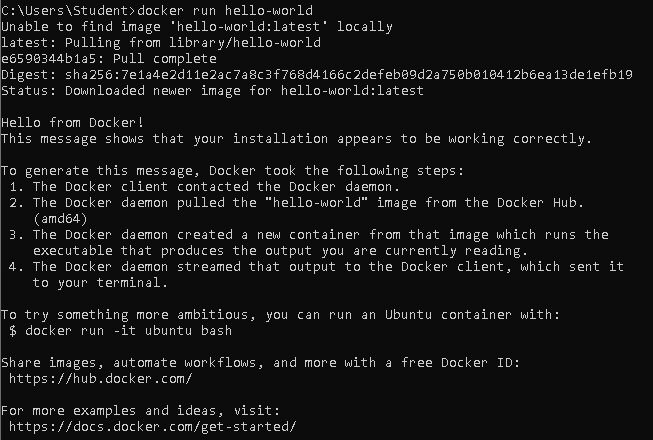 C:\Users\Student>docker run hello-world
Unable to find image 'hello-world:latest' locally
latest: Pulling from library/hello-world
e6590344b1a5: Pull complete
Digest: sha256:7e1a4e2d11e2ac7a8c3f768d4166c2defeb09d2a750b010412b6ea13de1efb19
Status: Downloaded newer image for hello-world:latest

Hello from Docker!
This message shows that your installation appears to be working correctly.

To generate this message, Docker took the following steps:
 1. The Docker client contacted the Docker daemon.
 2. The Docker daemon pulled the "hello-world" image from the Docker Hub.
    (amd64)
 3. The Docker daemon created a new container from that image which runs the
    executable that produces the output you are currently reading.
 4. The Docker daemon streamed that output to the Docker client, which sent it
    to your terminal.

To try something more ambitious, you can run an Ubuntu container with:
 $ docker run -it ubuntu bash

Share images, automate workflows, and more with a free Docker ID:
 https://hub.docker.com/

For more examples and ideas, visit:
 https://docs.docker.com/get-started/